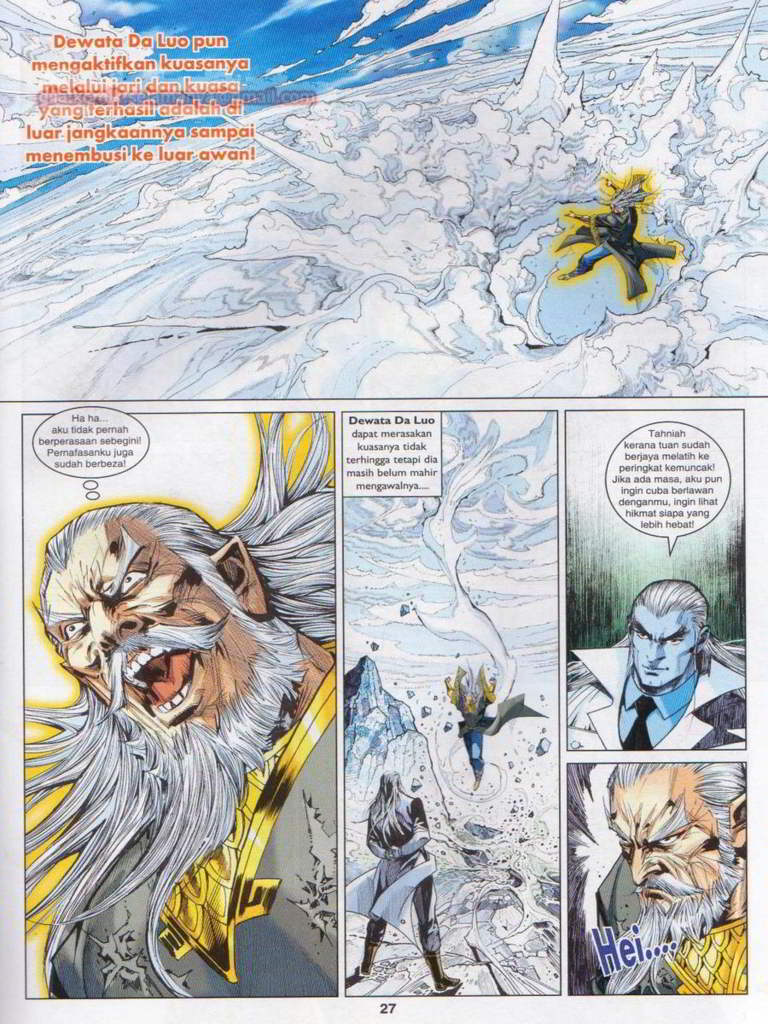 Dewata Da Luo pun
mengaktifkan kuasanya
melalui jari dan kuasa
yang terhasil adalah di
luar jangkaannya sampai
menembusi ke luar awan!
Ha ha...
aku tidak pernah
berperasaan sebegini!
Pernafasanku juga
sudah berbeza!
Dewata Da Luo
dapat merasakan
kuasanya tidak
terhingga tetapi dia
masih belum mahir
mengawalnya....
Tahniah
kerana tuan sudah
berjaya melatih ke
peringkat kemuncak!
Jika ada masa, aku pun
ingin cuba berlawan
denganmu, ingin lihat
hikmat siapa yang
lebih hebat!
Hei....
27